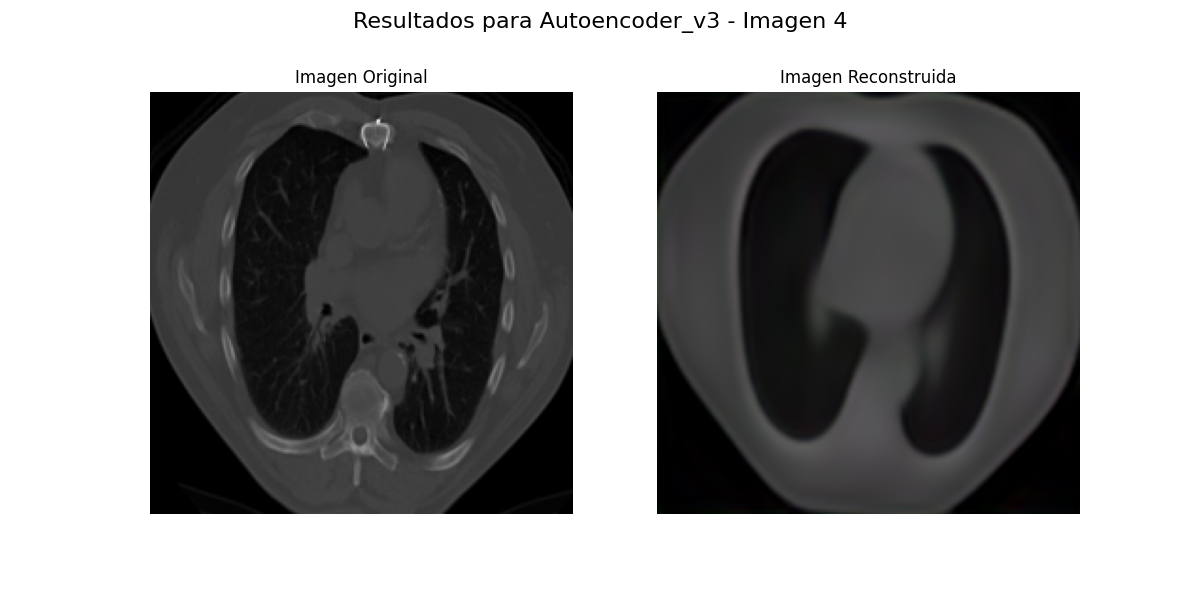 Resultados para Autoencoder_v3 - Imagen 4
Imagen Original
Imagen Reconstruida